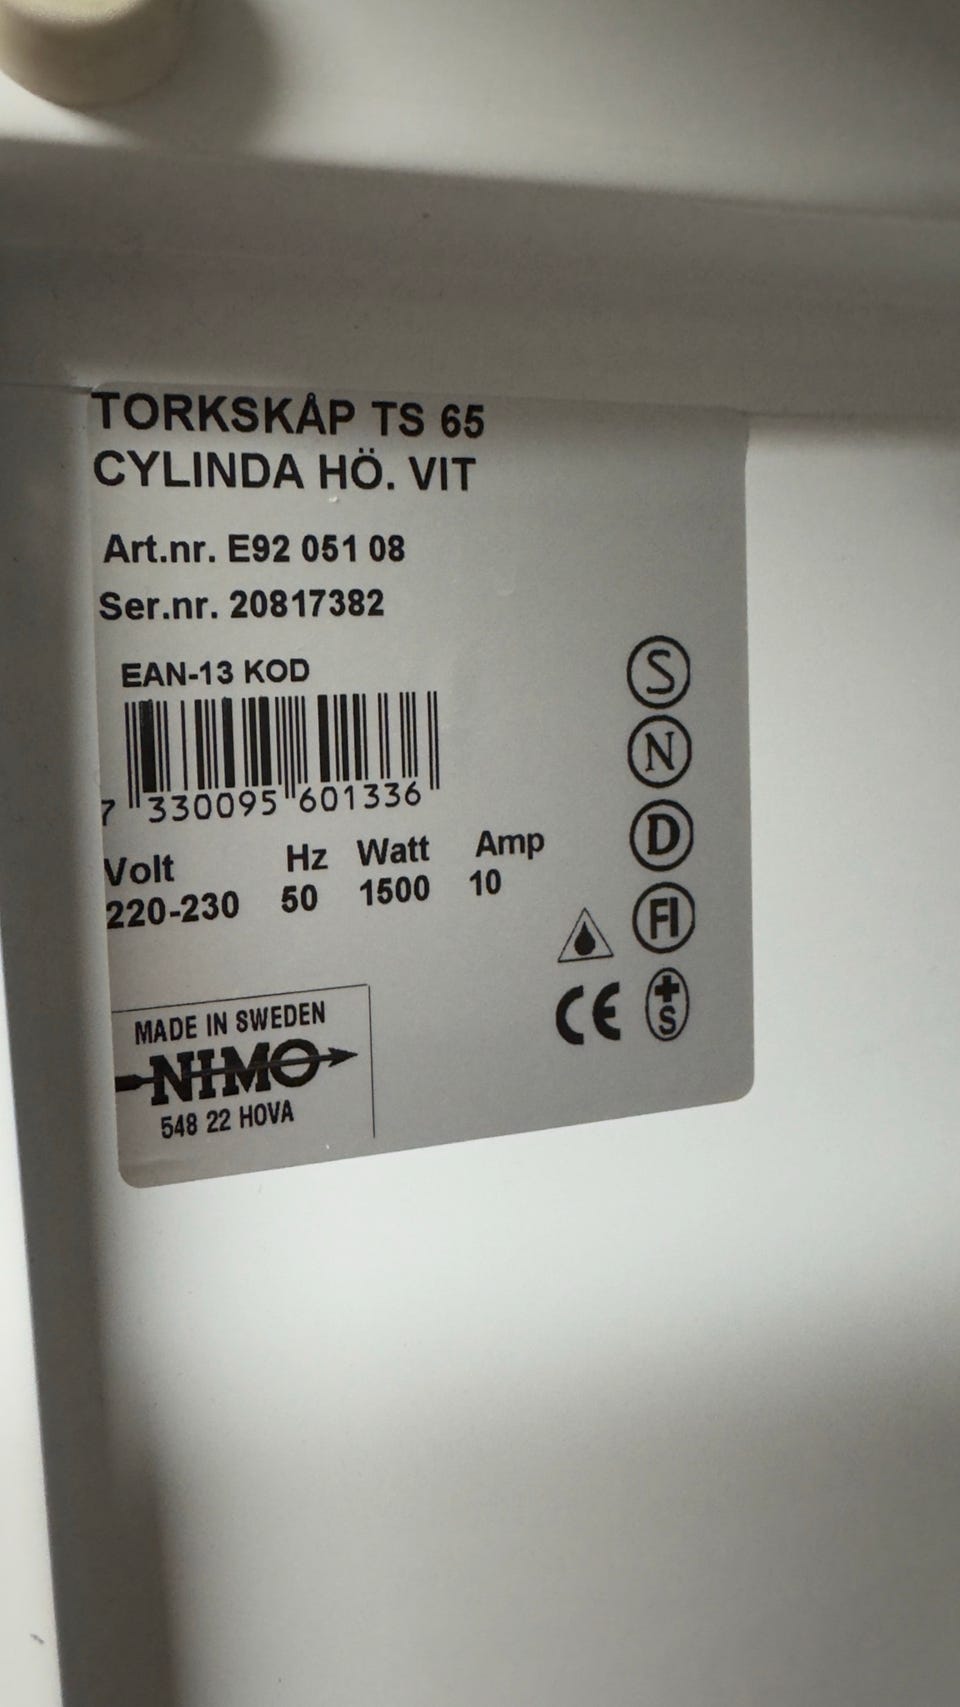 TORKSKÅP TS 65
CYLINDA HÖ. VIT
Art.nr. E92 051 08
Ser.nr. 20817382
EAN-13 KOD
7 330095 601336
Volt Hz Watt Amp
220-230 50 1500 10
S
N
D
FI
CE
+S
MADE IN SWEDEN
NIMO
548 22 HOVA